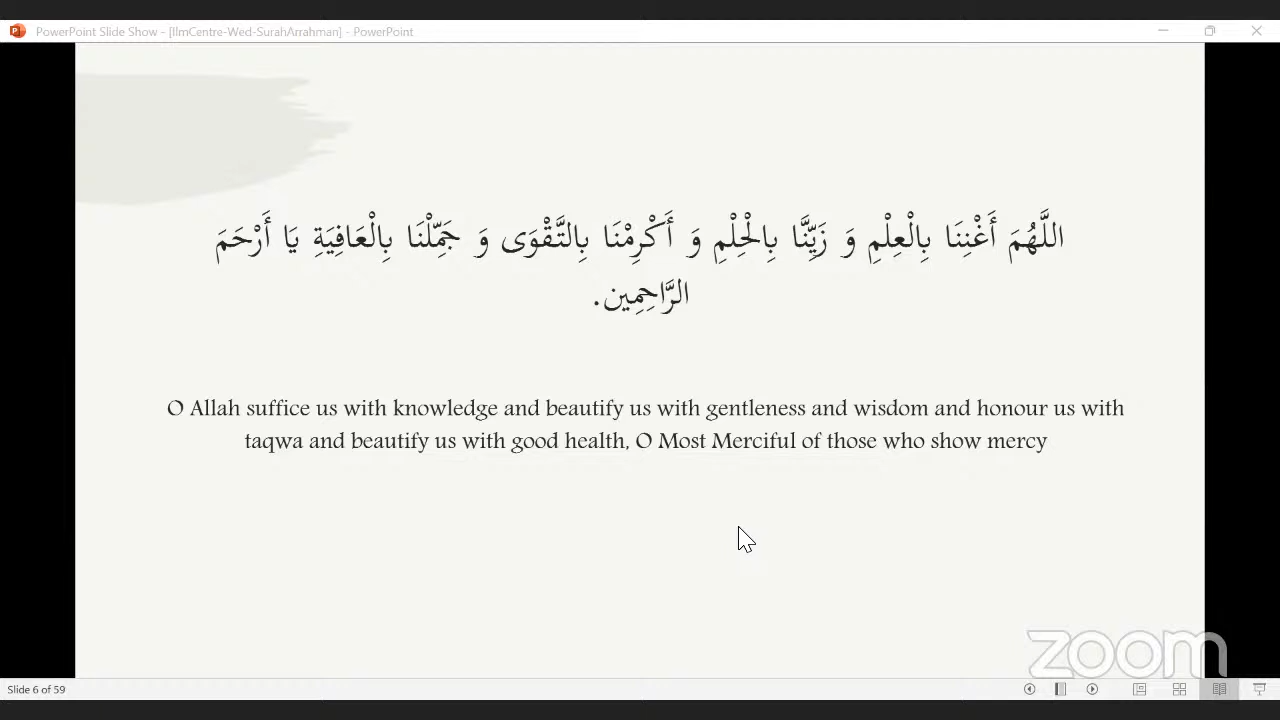 PowerPoint Slide Show - [IlmCentre-Wed-SurahArrahman] - PowerPoint
اللَّهُمَ أَغْنِنَا بِالْعِلْمِ وَ زَيِّنَّا بِالْحِلْمِ وَ أَكْرِمْنَا بِالتَّقْوَى وَ جَمِّلْنَا بِالْعَافِيَةِ يَا أَرْحَمَ
الرَّاحِمِين.
O Allah suffice us with knowledge and beautify us with gentleness and wisdom and honour us with
taqwa and beautify us with good health, O Most Merciful of those who show mercy
zoom
Slide 6 of 59